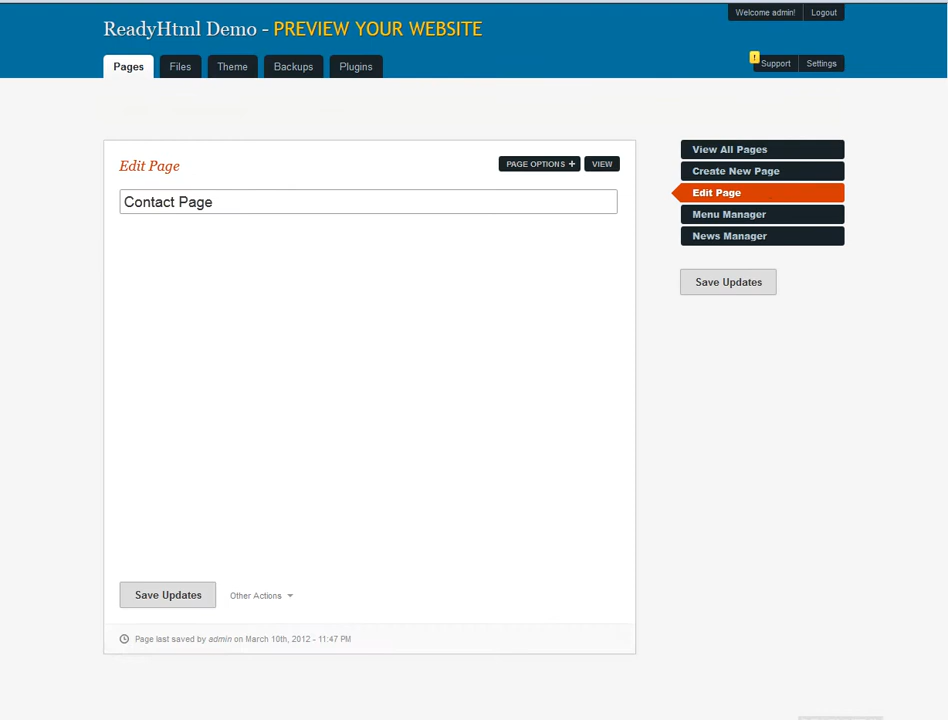 Welcome admin! Logout
ReadyHtml Demo - PREVIEW YOUR WEBSITE
Pages Files Theme Backups Plugins
! Support Settings
Edit Page
PAGE OPTIONS + VIEW
Contact Page
View All Pages
Create New Page
Edit Page
Menu Manager
News Manager
Save Updates
Save Updates Other Actions
Page last saved by admin on March 10th, 2012 - 11:47 PM